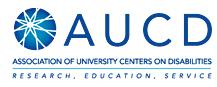 AUCD
ASSOCIATION OF UNIVERSITY CENTERS ON DISABILITIES
RESEARCH, EDUCATION, SERVICE